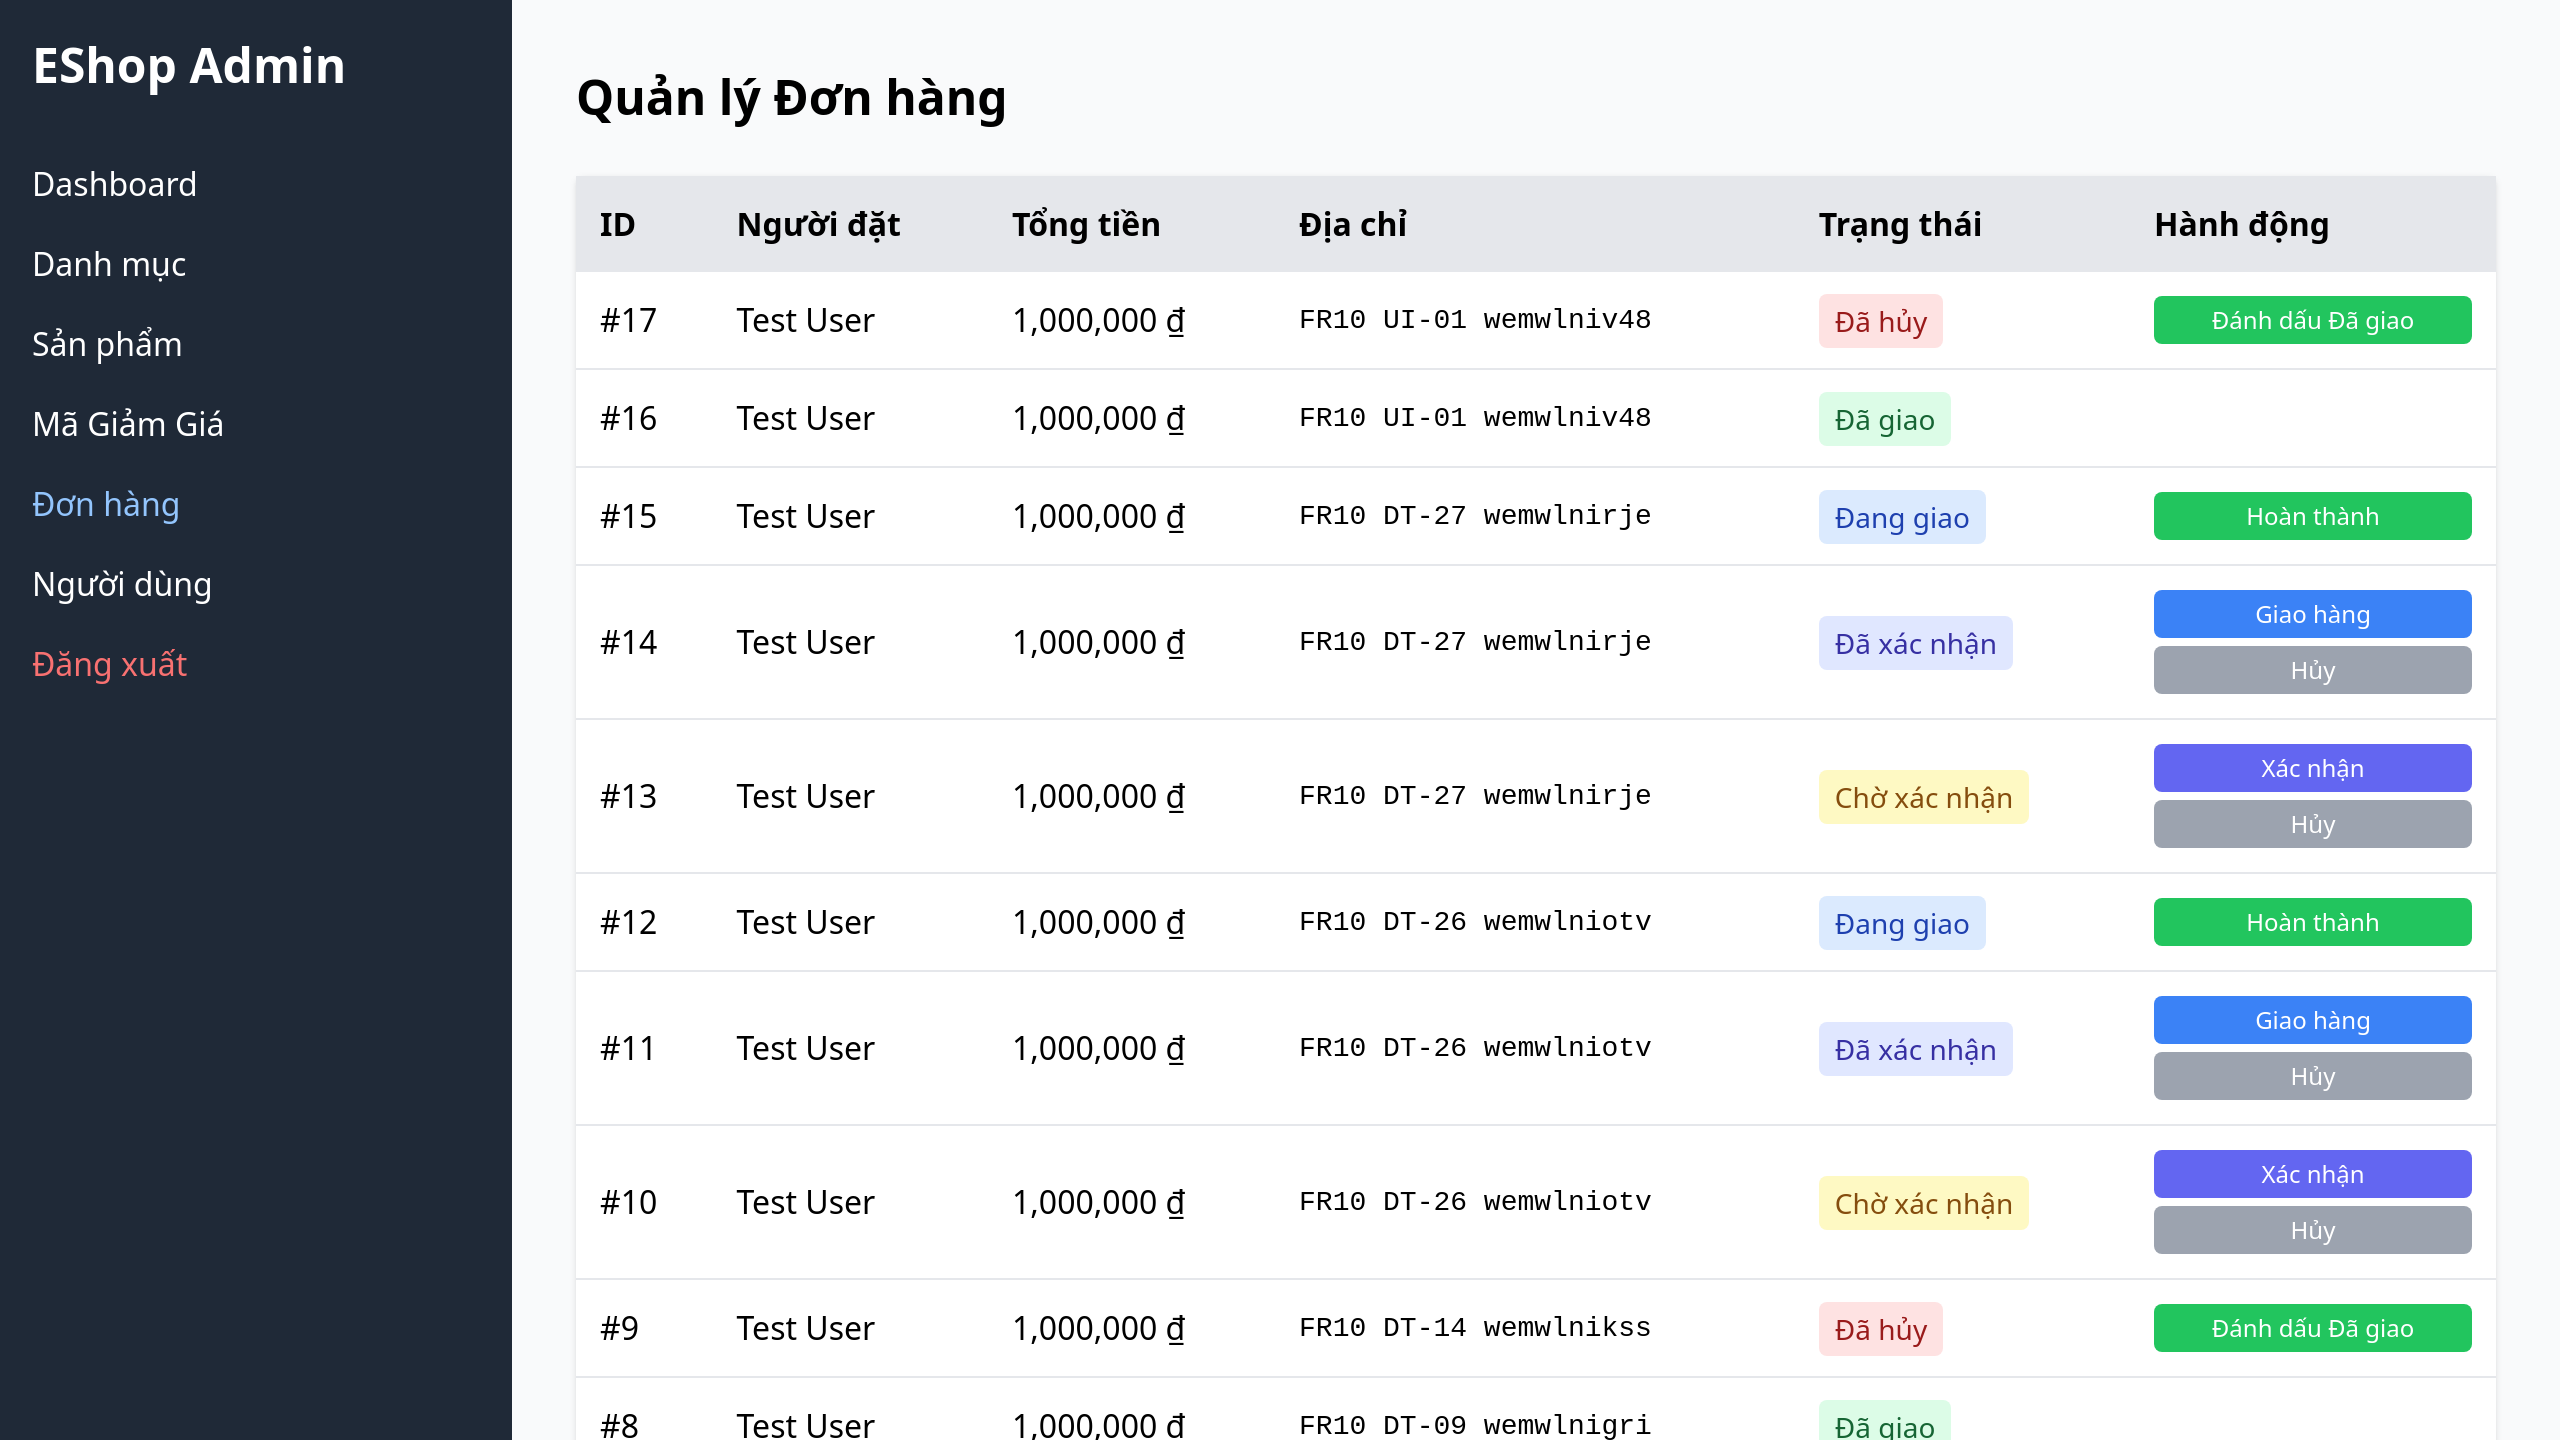 EShop Admin
Dashboard
Danh mục
Sản phẩm
Mã Giảm Giá
Đơn hàng
Người dùng
Đăng xuất
Quản lý Đơn hàng
ID Người đặt Tổng tiền Địa chỉ Trạng thái Hành động
#17 Test User 1,000,000 ₫ FR10 UI-01 wemwlniv48 Đã hủy Đánh dấu Đã giao
#16 Test User 1,000,000 ₫ FR10 UI-01 wemwlniv48 Đã giao
#15 Test User 1,000,000 ₫ FR10 DT-27 wemwlnirje Đang giao Hoàn thành
#14 Test User 1,000,000 ₫ FR10 DT-27 wemwlnirje Đã xác nhận Giao hàng
Hủy
#13 Test User 1,000,000 ₫ FR10 DT-27 wemwlnirje Chờ xác nhận Xác nhận
Hủy
#12 Test User 1,000,000 ₫ FR10 DT-26 wemwlniotv Đang giao Hoàn thành
#11 Test User 1,000,000 ₫ FR10 DT-26 wemwlniotv Đã xác nhận Giao hàng
Hủy
#10 Test User 1,000,000 ₫ FR10 DT-26 wemwlniotv Chờ xác nhận Xác nhận
Hủy
#9 Test User 1,000,000 ₫ FR10 DT-14 wemwlnikss Đã hủy Đánh dấu Đã giao
#8 Test User 1,000,000 ₫ FR10 DT-09 wemwlnigri Đã giao